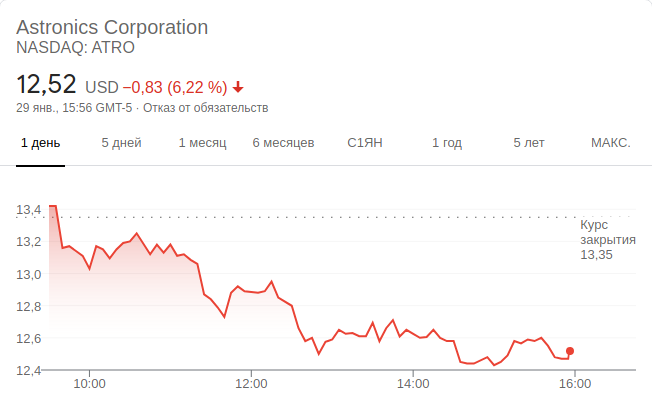 Astronics Corporation
NASDAQ: ATRO
12,52 USD −0,83 (6,22 %)
29 янв., 15:56 GMT-5 · Отказ от обязательств
1 день 5 дней 1 месяц 6 месяцев С1ЯН 1 год 5 лет МАКС.
13,4
Курс
закрытия
13,35
13,2
13,0
12,8
12,6
12,4
10:00 12:00 14:00 16:00